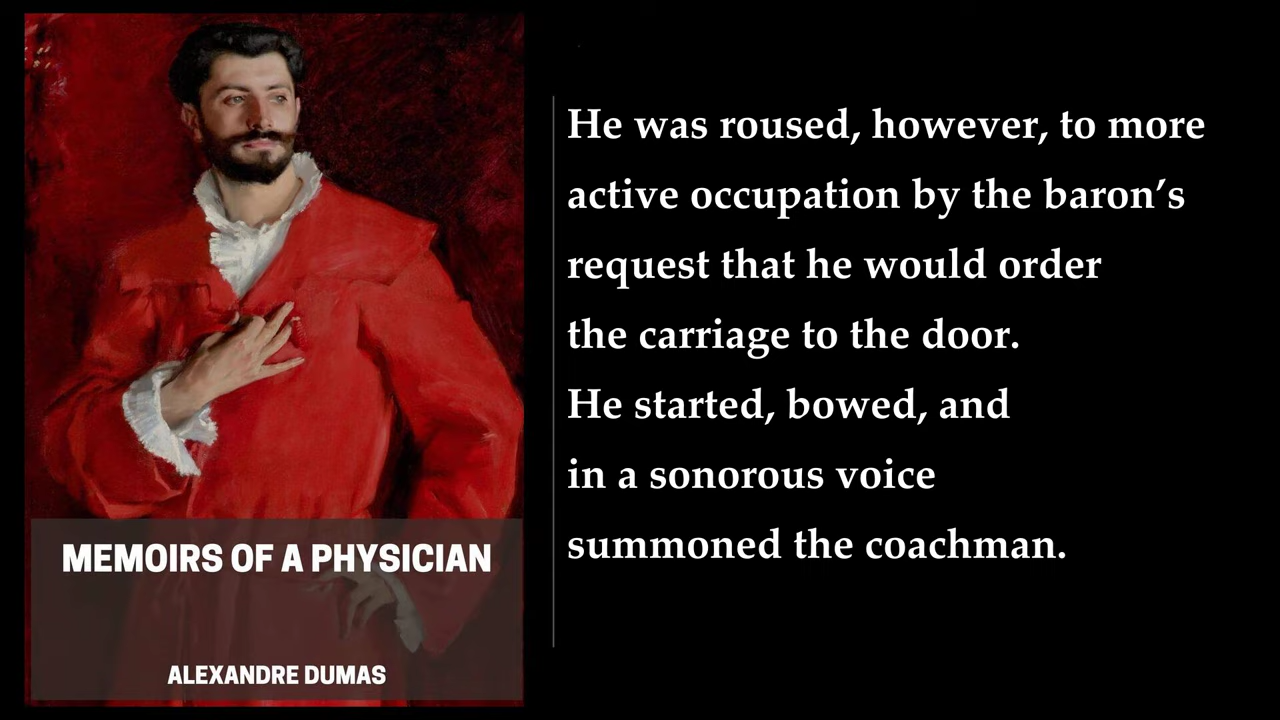 He was roused, however, to more
active occupation by the baron’s
request that he would order
the carriage to the door.
He started, bowed, and
in a sonorous voice
summoned the coachman.
MEMOIRS OF A PHYSICIAN
ALEXANDRE DUMAS